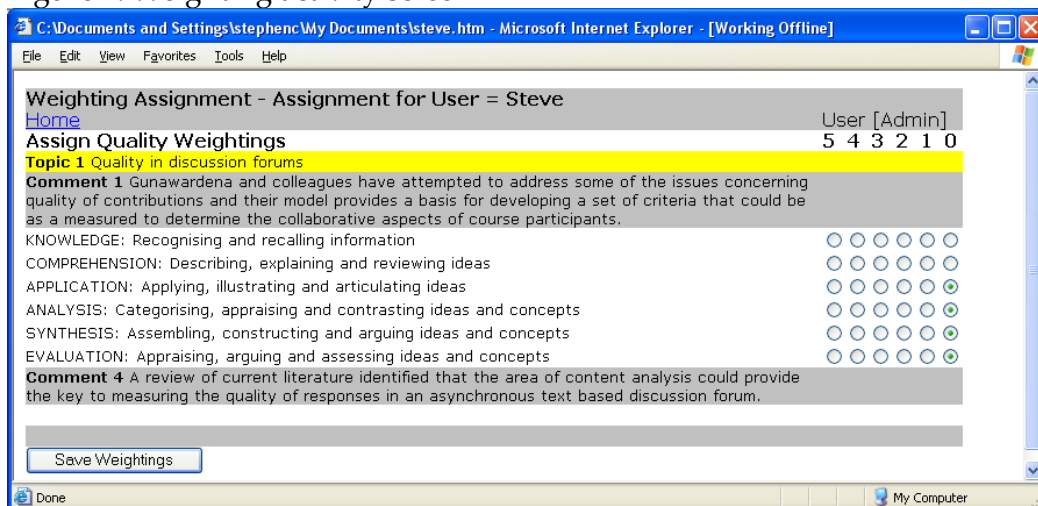 C:\Documents and Settings\stephenc\My Documents\steve.htm - Microsoft Internet Explorer - [Working Offline]
File Edit View Favorites Tools Help
Weighting Assignment - Assignment for User = Steve
Home User [Admin]
Assign Quality Weightings 5 4 3 2 1 0
Topic 1 Quality in discussion forums
Comment 1 Gunawardena and colleagues have attempted to address some of the issues concerning
quality of contributions and their model provides a basis for developing a set of criteria that could be
as a measured to determine the collaborative aspects of course participants.
KNOWLEDGE: Recognising and recalling information
COMPREHENSION: Describing, explaining and reviewing ideas
APPLICATION: Applying, illustrating and articulating ideas
ANALYSIS: Categorising, appraising and contrasting ideas and concepts
SYNTHESIS: Assembling, constructing and arguing ideas and concepts
EVALUATION: Appraising, arguing and assessing ideas and concepts
Comment 4 A review of current literature identified that the area of content analysis could provide
the key to measuring the quality of responses in an asynchronous text based discussion forum.
Save Weightings
Done My Computer